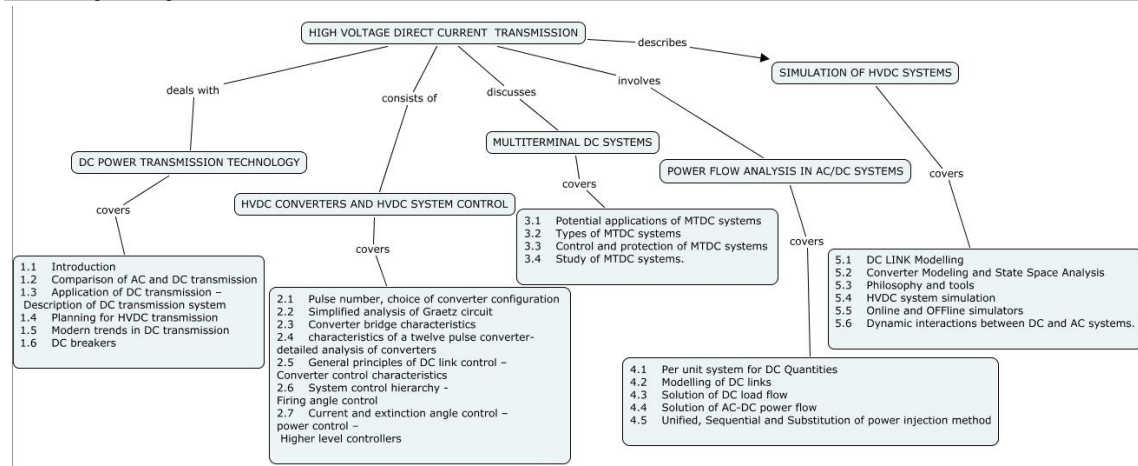 HIGH VOLTAGE DIRECT CURRENT TRANSMISSION
describes
SIMULATION OF HVDC SYSTEMS
deals with
consists of
discusses
involves
DC POWER TRANSMISSION TECHNOLOGY
HVDC CONVERTERS AND HVDC SYSTEM CONTROL
MULTITERMINAL DC SYSTEMS
POWER FLOW ANALYSIS IN AC/DC SYSTEMS
covers
1.1 Introduction
1.2 Comparison of AC and DC transmission
1.3 Application of DC transmission –
Description of DC transmission system
1.4 Planning for HVDC transmission
1.5 Modern trends in DC transmission
1.6 DC breakers
covers
2.1 Pulse number, choice of converter configuration
2.2 Simplified analysis of Graetz circuit
2.3 Converter bridge characteristics
2.4 characteristics of a twelve pulse converter-
detailed analysis of converters
2.5 General principles of DC link control –
Converter control characteristics
2.6 System control hierarchy -
Firing angle control
2.7 Current and extinction angle control –
power control –
Higher level controllers
covers
3.1 Potential applications of MTDC systems
3.2 Types of MTDC systems
3.3 Control and protection of MTDC systems
3.4 Study of MTDC systems.
covers
4.1 Per unit system for DC Quantities
4.2 Modelling of DC links
4.3 Solution of DC load flow
4.4 Solution of AC-DC power flow
4.5 Unified, Sequential and Substitution of power injection method
covers
5.1 DC LINK Modelling
5.2 Converter Modeling and State Space Analysis
5.3 Philosophy and tools
5.4 HVDC system simulation
5.5 Online and OFFline simulators
5.6 Dynamic interactions between DC and AC systems.